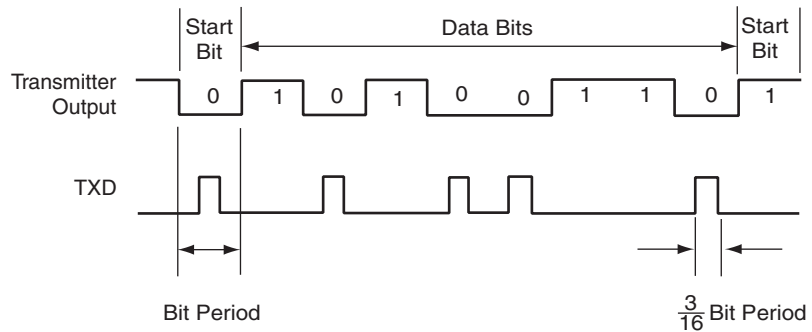 Start
Bit
Data Bits
Start
Bit
Transmitter
Output
0 1 0 1 0 0 1 1 0 1
TXD
Bit Period
3/16 Bit Period